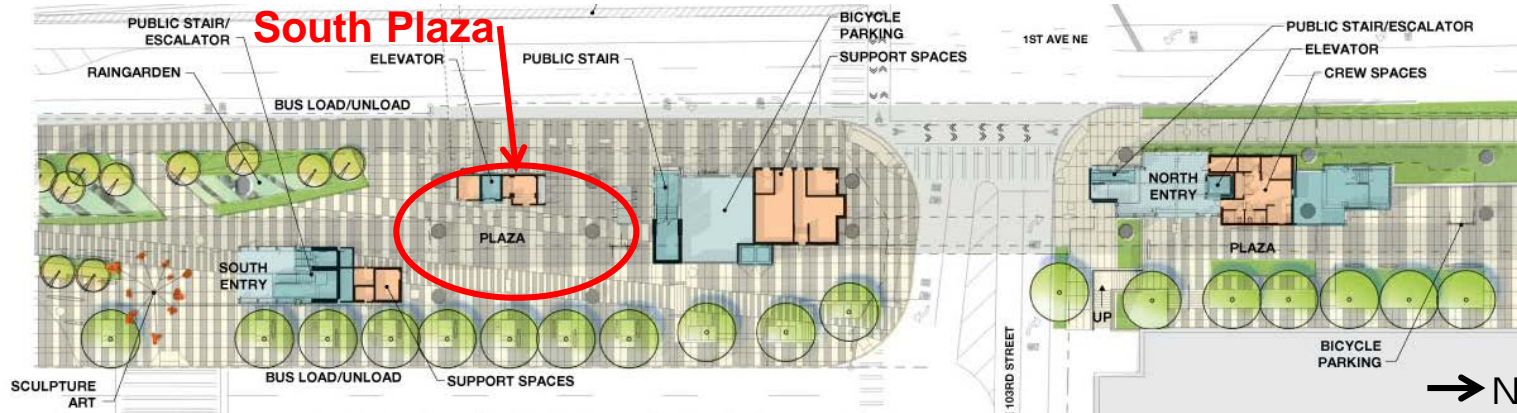 PUBLIC STAIR/
ESCALATOR
South Plaza
RAINGARDEN
ELEVATOR
PUBLIC STAIR
BICYCLE
PARKING
SUPPORT SPACES
1ST AVE NE
PUBLIC STAIR/ESCALATOR
ELEVATOR
CREW SPACES
BUS LOAD/UNLOAD
NORTH
ENTRY
PLAZA
PLAZA
SOUTH
ENTRY
UP
BUS LOAD/UNLOAD
SUPPORT SPACES
SCULPTURE
ART
103RD STREET
BICYCLE
PARKING
N